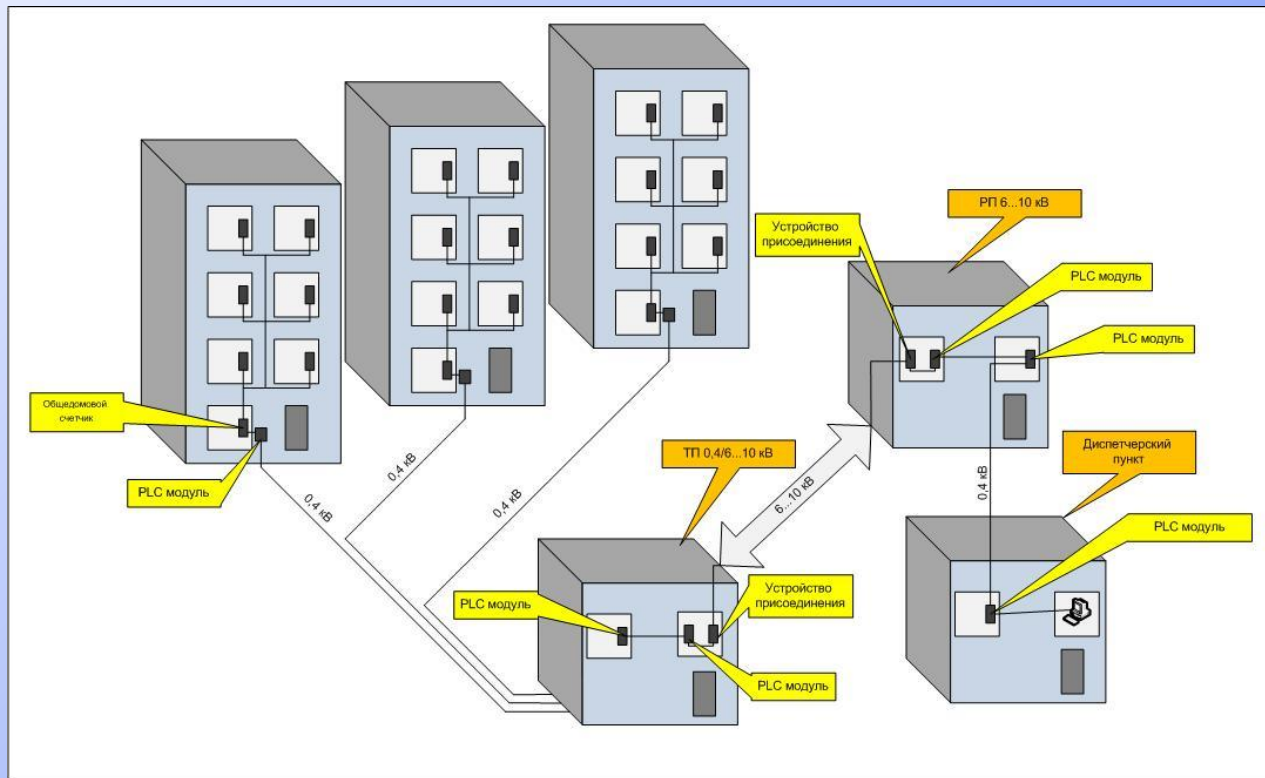 РП 6...10 кВ
Устройство
присоединения
PLC модуль
PLC модуль
Общедомовой
счетчик
PLC модуль
0,4 кВ
0,4 кВ
0,4 кВ
ТП 0,4/6...10 кВ
6...10 кВ
0,4 кВ
Диспетчерский
пункт
PLC модуль
PLC модуль
Устройство
присоединения
PLC модуль